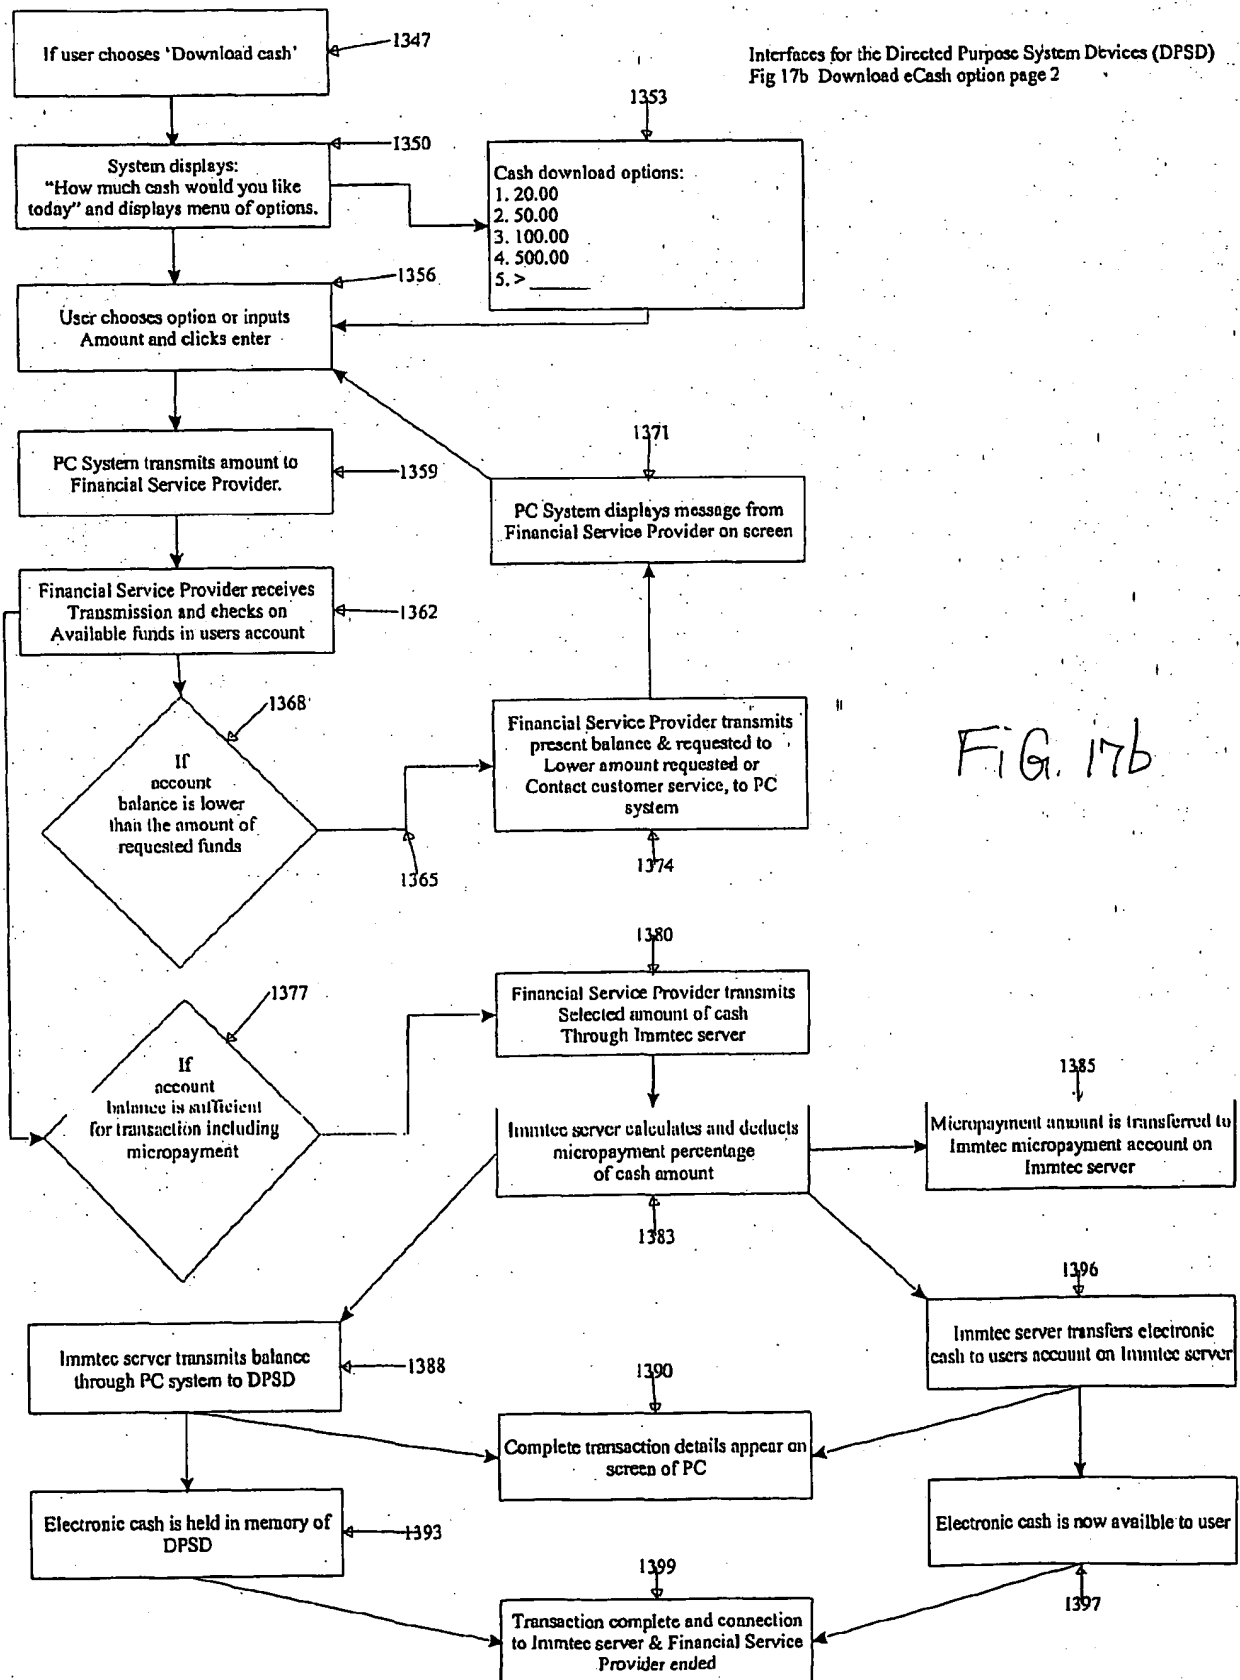 Interfaces for the Directed Purpose System Devices (DPSD)
Fig 17b Download eCash option page 2
If user chooses 'Download cash'
1347
1353
1350
System displays:
"How much cash would you like
today" and displays menu of options.
Cash download options:
1. 20.00
2. 50.00
3. 100.00
4. 500.00
5. > ______
1356
User chooses option or inputs
Amount and clicks enter
1371
PC System transmits amount to
Financial Service Provider.
1359
PC System displays message from
Financial Service Provider on screen
Financial Service Provider receives
Transmission and checks on
Available funds in users account
1362
1368
If
account
balance is lower
than the amount of
requested funds
1365
Financial Service Provider transmits
present balance & requested to
Lower amount requested or
Contact customer service, to PC
system
1374
FiG. 17b
1380
1377
Financial Service Provider transmits
Selected amount of cash
Through Immtec server
If
account
balance is sufficient
for transaction including
micropayment
1385
Immtec server calculates and deducts
micropayment percentage
of cash amount
Micropayment amount is transferred to
Immtec micropayment account on
Immtec server
1383
1396
Immtec server transmits balance
through PC system to DPSD
1388
1390
Immtec server transfers electronic
cash to users account on Immtec server
Complete transaction details appear on
screen of PC
Electronic cash is held in memory of
DPSD
1393
Electronic cash is now availble to user
1399
1397
Transaction complete and connection
to Immtec server & Financial Service
Provider ended